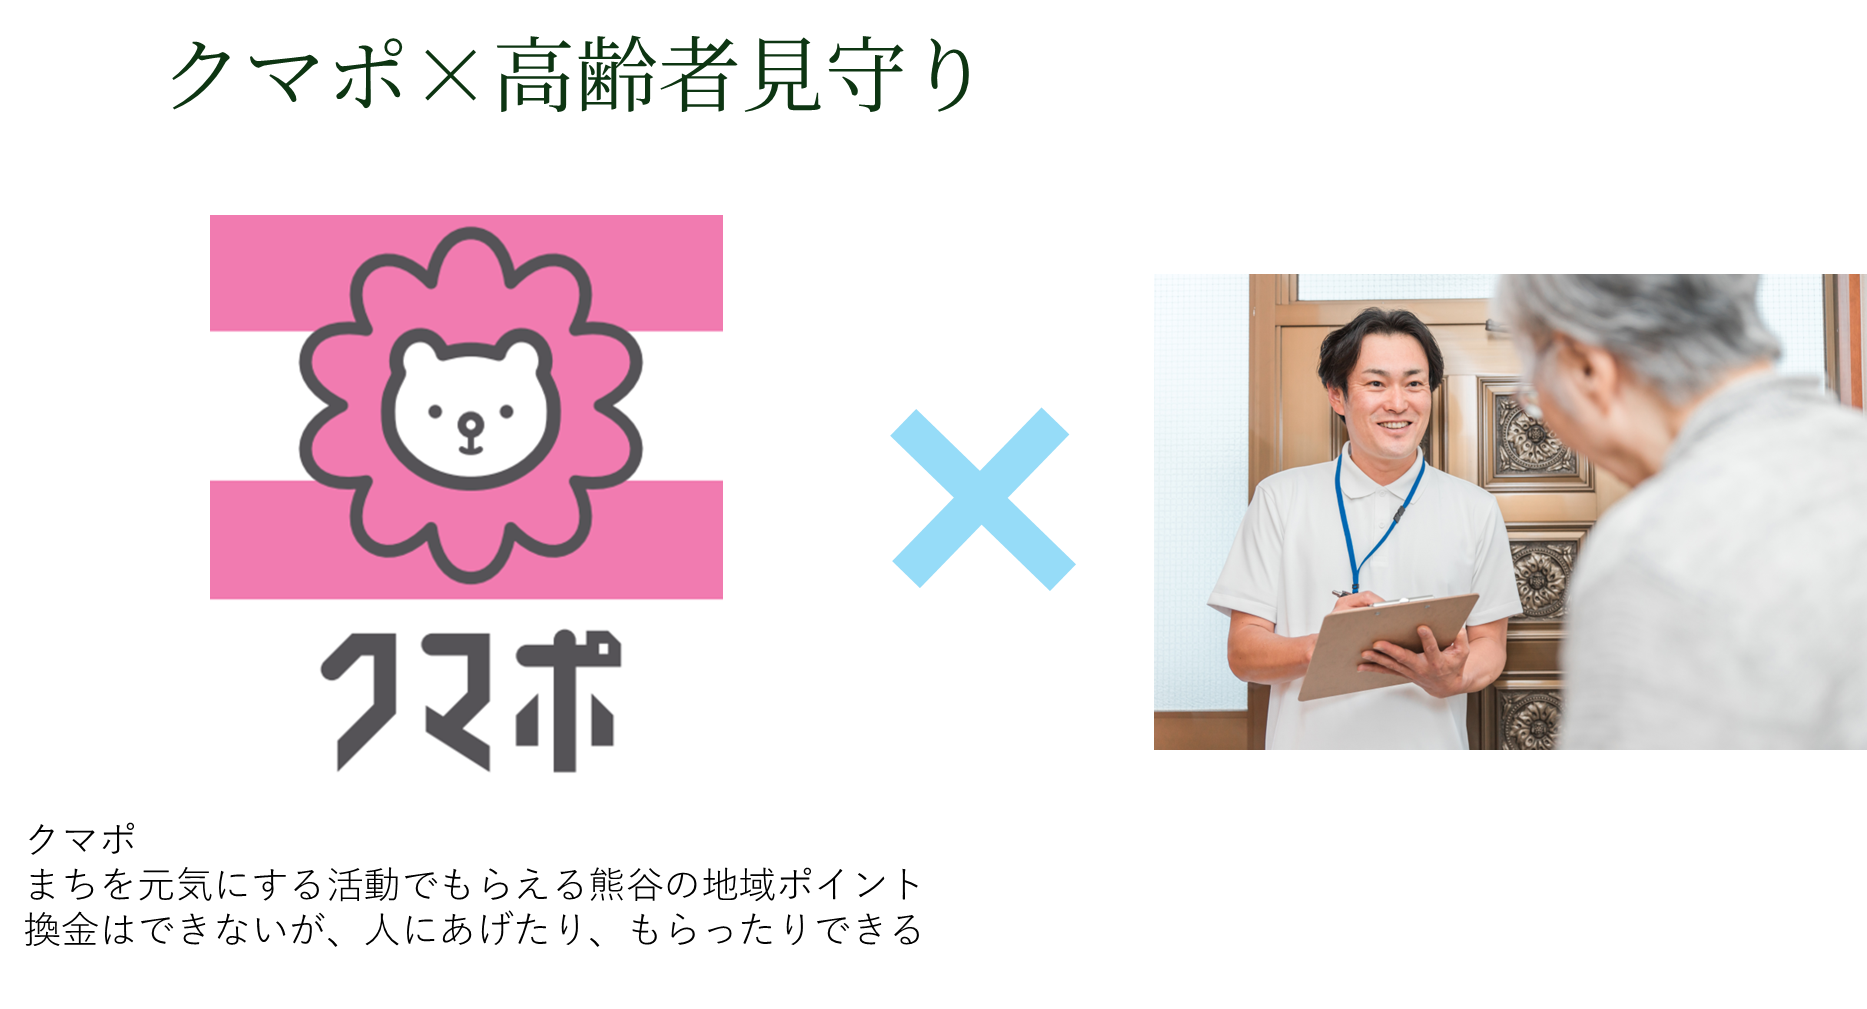 クマポ×高齢者見守り
クマポ
クマポ
まちを元気にする活動でもらえる熊谷の地域ポイント
換金はできないが、人にあげたり、もらったりできる